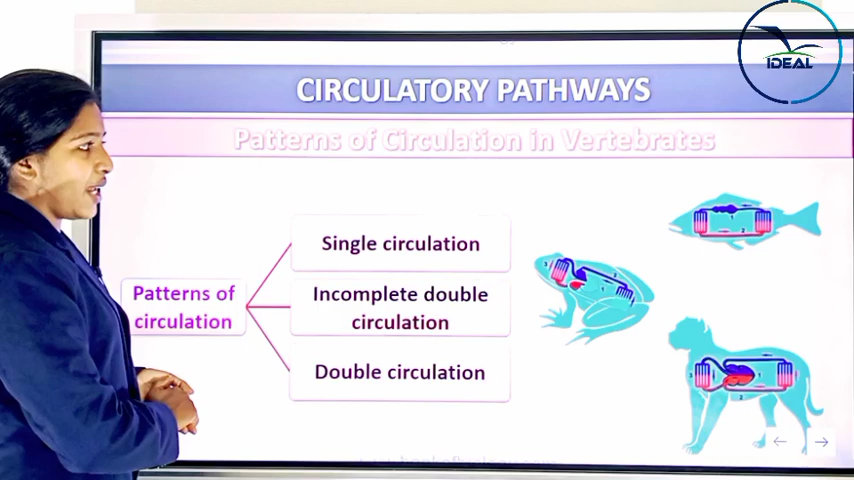 IDEAL
CIRCULATORY PATHWAYS
Patterns of Circulation in Vertebrates
Single circulation
Patterns of
circulation
Incomplete double
circulation
Double circulation